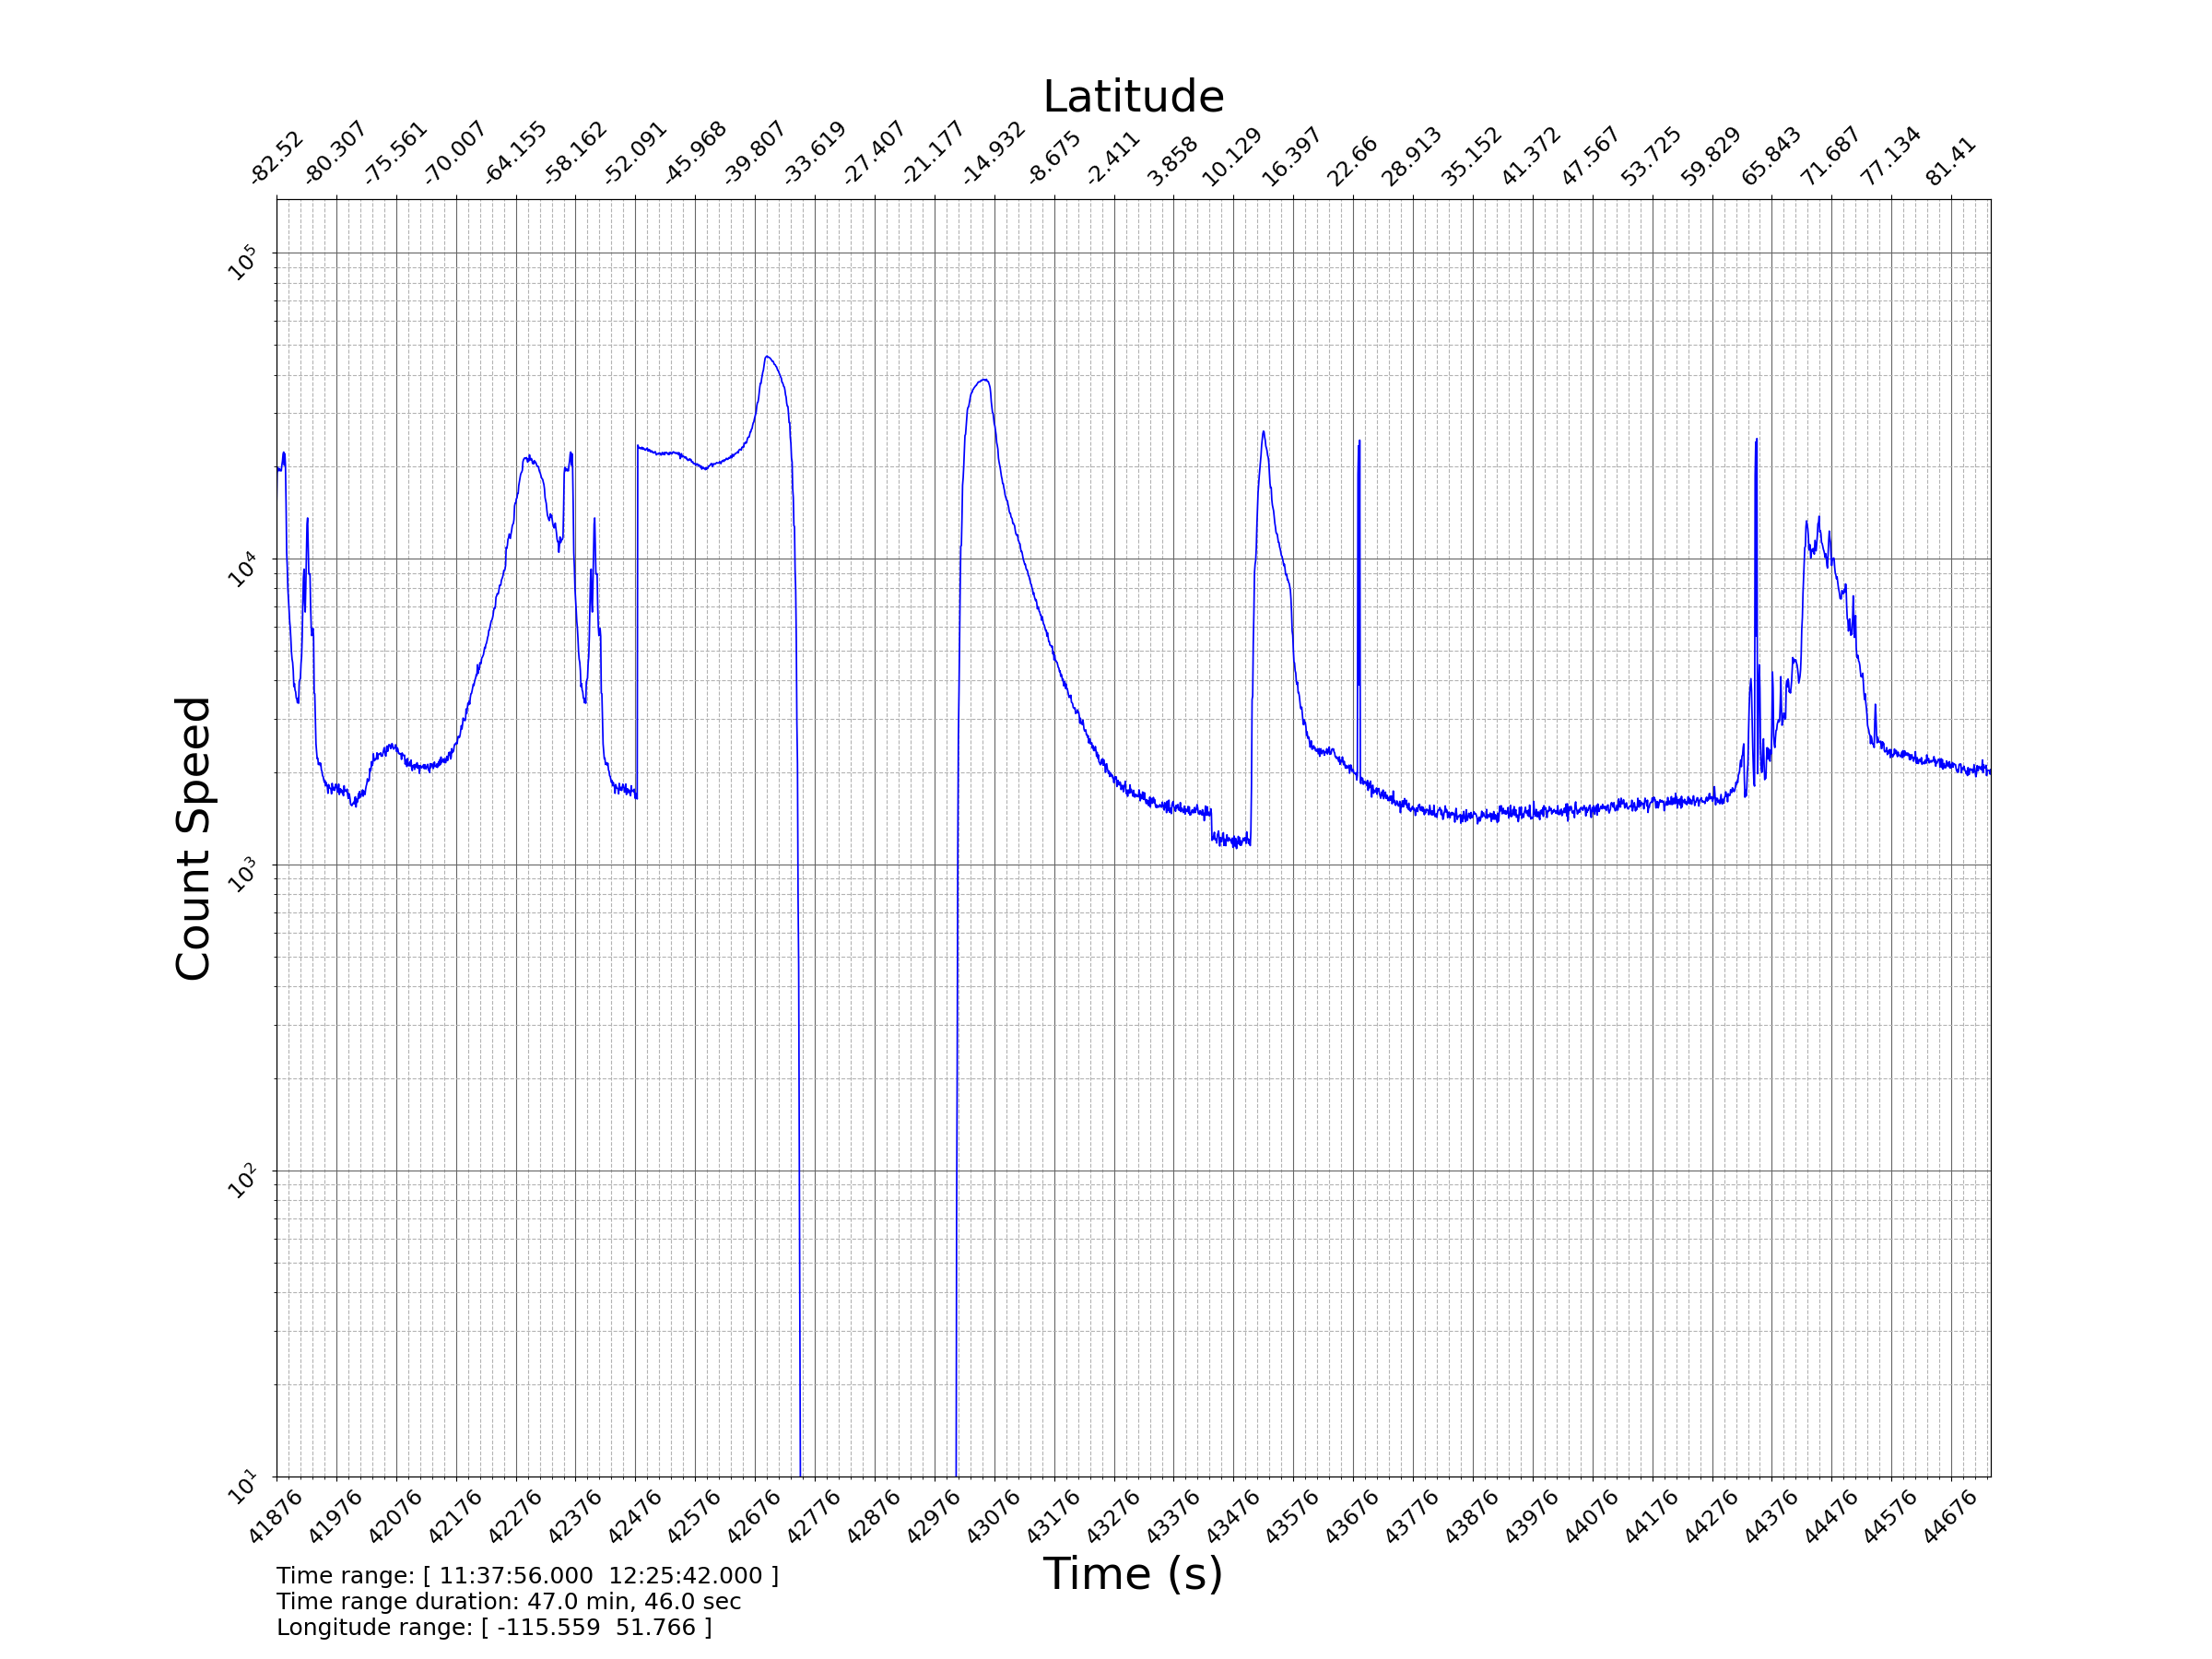 Latitude
-82.52 -80.307 -75.561 -70.007 -64.155 -58.162 -52.091 -45.968 -39.807 -33.619 -27.407 -21.177 -14.932 -8.675 -2.411 3.858 10.129 16.397 22.66 28.913 35.152 41.372 47.567 53.725 59.829 65.843 71.687 77.134 81.41
10^5
10^4
10^3
10^2
10^1
Count Speed
41876 41976 42076 42176 42276 42376 42476 42576 42676 42776 42876 42976 43076 43176 43276 43376 43476 43576 43676 43776 43876 43976 44076 44176 44276 44376 44476 44576 44676
Time (s)
Time range: [ 11:37:56.000  12:25:42.000 ]
Time range duration: 47.0 min, 46.0 sec
Longitude range: [ -115.559  51.766 ]